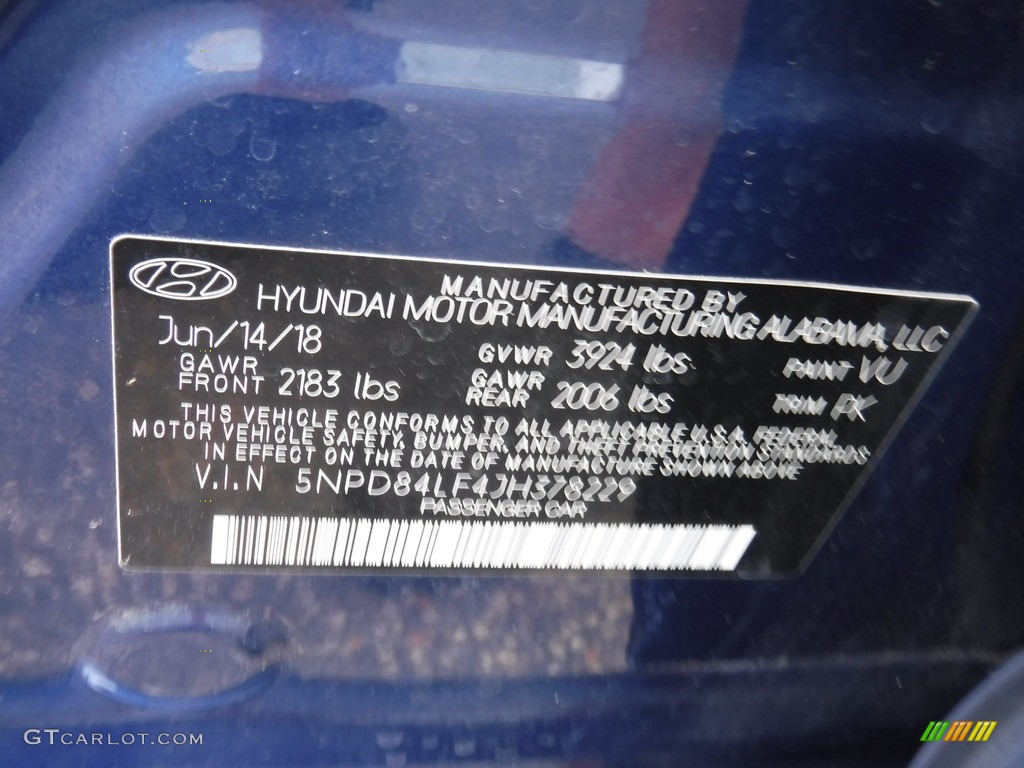 MANUFACTURED BY
HYUNDAI MOTOR MANUFACTURING ALABAMA, LLC
Jun/14/18
GAWR FRONT 2183 lbs GVWR 3924 lbs PAINT VU
GAWR REAR 2006 lbs TRIM PK
THIS VEHICLE CONFORMS TO ALL APPLICABLE U.S.A. FEDERAL
MOTOR VEHICLE SAFETY, BUMPER, AND THEFT PREVENTION STANDARDS
IN EFFECT ON THE DATE OF MANUFACTURE SHOWN ABOVE
V.I.N 5NPD84LF4JH378229
PASSENGER CAR
GTCARLOT.COM